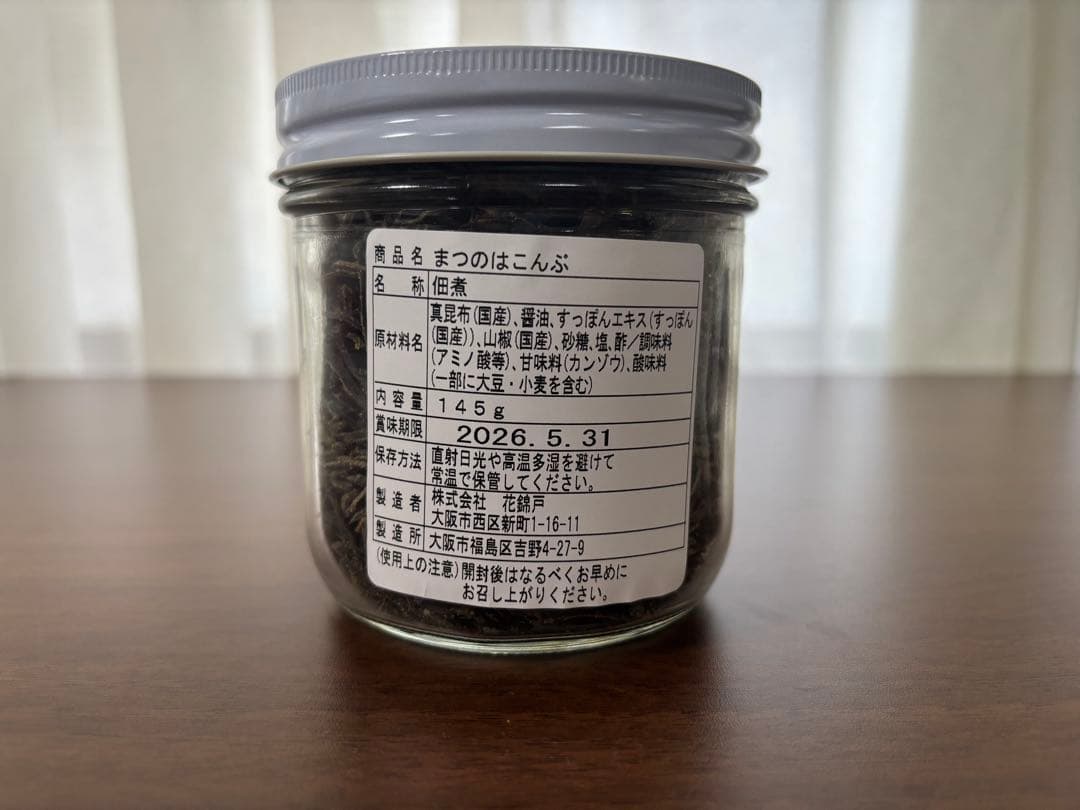 商品名 まつのはこんぶ
名称 佃煮
原材料名 真昆布(国産)、醤油、すっぽんエキス(すっぽん
(国産))、山椒(国産)、砂糖、塩、酢／調味料
(アミノ酸等)、甘味料(カンゾウ)、酸味料
(一部に大豆・小麦を含む)
内容量 145g
賞味期限 2026.5.31
保存方法 直射日光や高温多湿を避けて
常温で保管してください。
製造者 株式会社 花錦戸
大阪市西区新町1-16-11
製造所 大阪市福島区吉野4-27-9
(使用上の注意)開封後はなるべくお早めに
お召し上がりください。